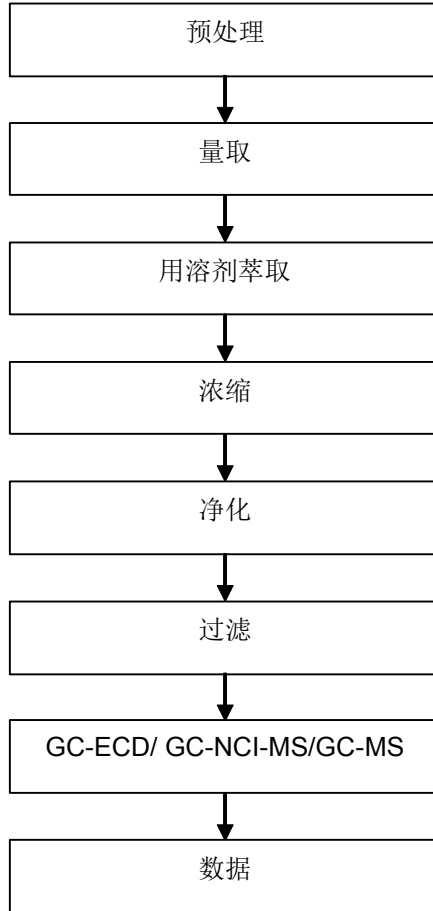 预处理
量取
用溶剂萃取
浓缩
净化
过滤
GC-ECD/ GC-NCI-MS/GC-MS
数据